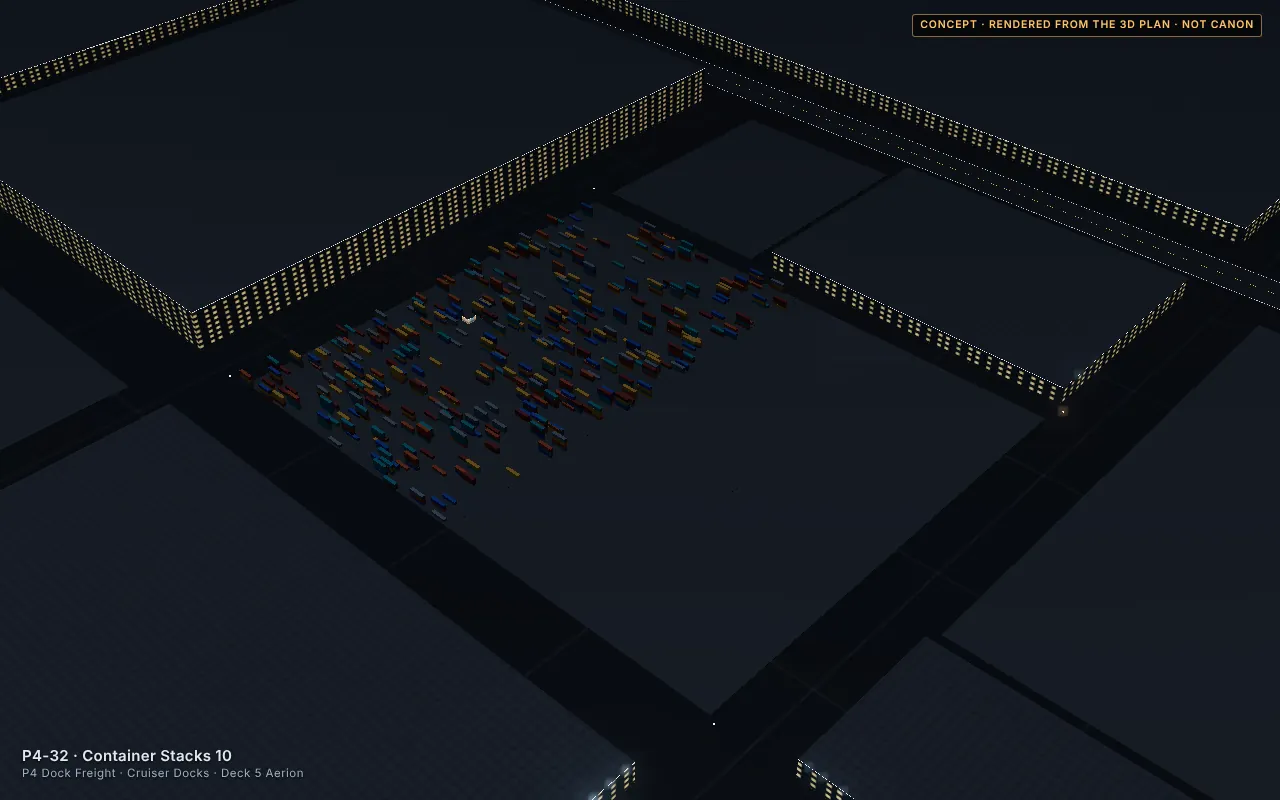 CONCEPT · RENDERED FROM THE 3D PLAN · NOT CANON
P4-32 · Container Stacks 10
P4 Dock Freight · Cruiser Docks · Deck 5 Aerion